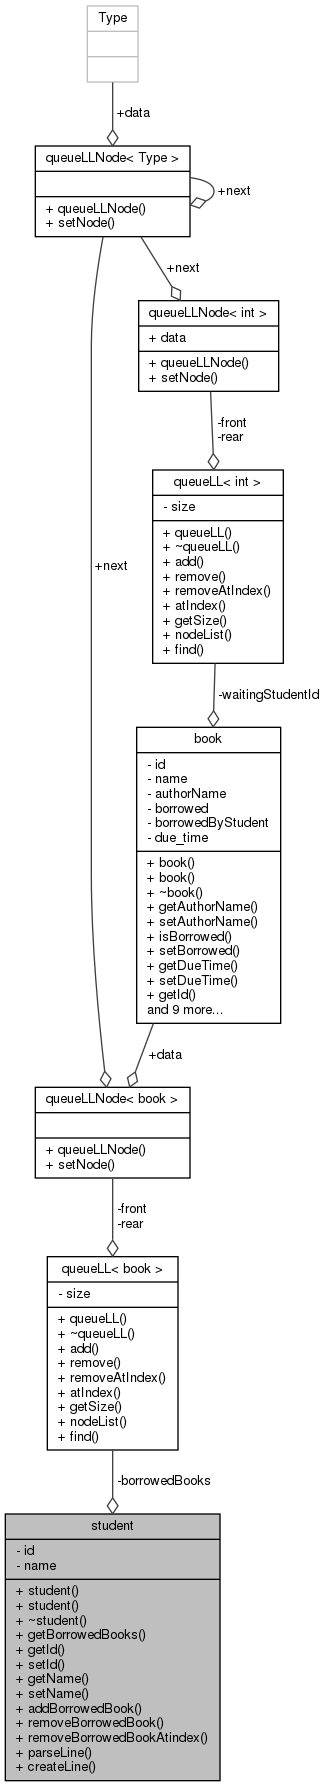 Type
+data
queueLLNode< Type >
+ queueLLNode()
+ setNode()
+next
+next
queueLLNode< int >
+ data
+ queueLLNode()
+ setNode()
-front
-rear
queueLL< int >
- size
+ queueLL()
+ ~queueLL()
+ add()
+ remove()
+ removeAtIndex()
+ atIndex()
+ getSize()
+ nodeList()
+ find()
+next
-waitingStudentId
book
- id
- name
- authorName
- borrowed
- borrowedByStudent
- due_time
+ book()
+ book()
+ ~book()
+ getAuthorName()
+ setAuthorName()
+ isBorrowed()
+ setBorrowed()
+ getDueTime()
+ setDueTime()
+ getId()
and 9 more...
+data
queueLLNode< book >
+ queueLLNode()
+ setNode()
-front
-rear
queueLL< book >
- size
+ queueLL()
+ ~queueLL()
+ add()
+ remove()
+ removeAtIndex()
+ atIndex()
+ getSize()
+ nodeList()
+ find()
-borrowedBooks
student
- id
- name
+ student()
+ student()
+ ~student()
+ getBorrowedBooks()
+ getId()
+ setId()
+ getName()
+ setName()
+ addBorrowedBook()
+ removeBorrowedBook()
+ removeBorrowedBookAtindex()
+ parseLine()
+ createLine()